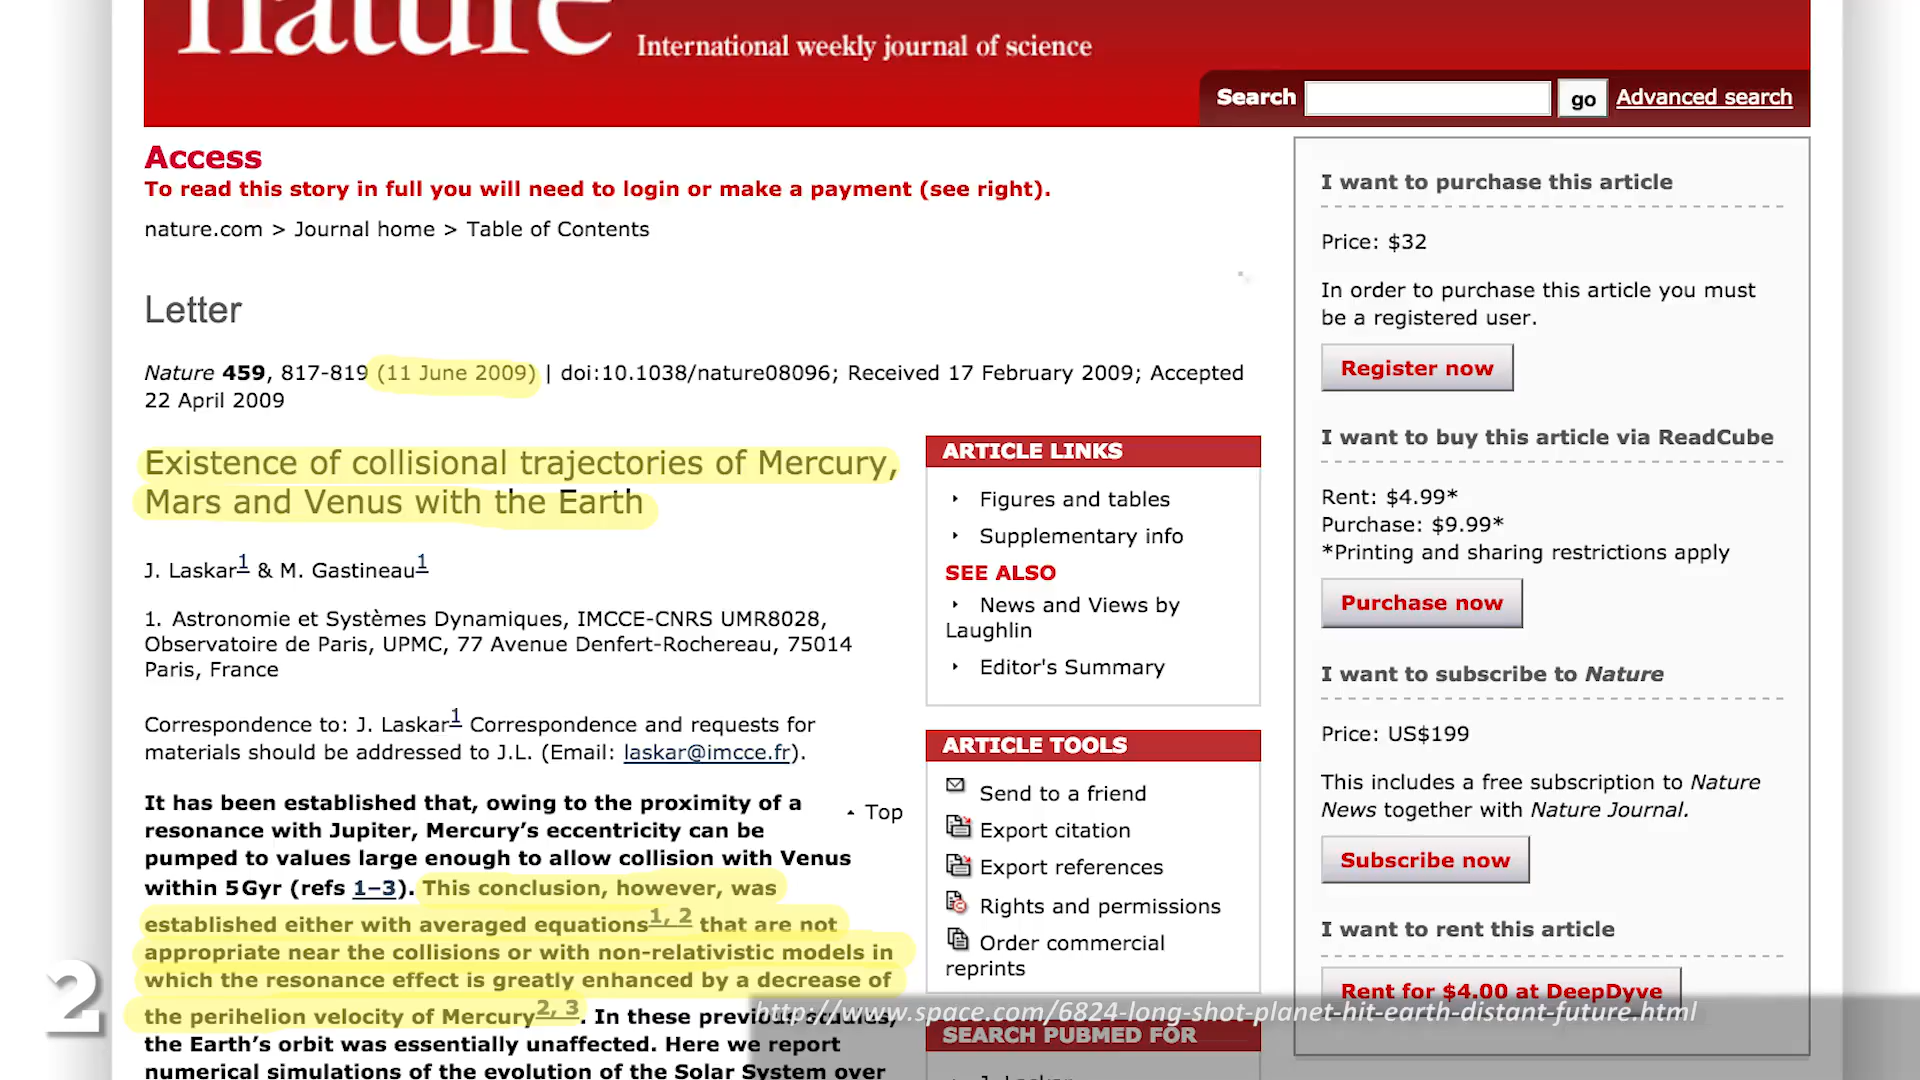 nature International weekly journal of science
Search go Advanced search
Access
To read this story in full you will need to login or make a payment (see right).
nature.com > Journal home > Table of Contents
Letter
Nature 459, 817-819 (11 June 2009) | doi:10.1038/nature08096; Received 17 February 2009; Accepted
22 April 2009
Existence of collisional trajectories of Mercury,
Mars and Venus with the Earth
J. Laskar1 & M. Gastineau1
1. Astronomie et Systèmes Dynamiques, IMCCE-CNRS UMR8028,
Observatoire de Paris, UPMC, 77 Avenue Denfert-Rochereau, 75014
Paris, France
Correspondence to: J. Laskar1 Correspondence and requests for
materials should be addressed to J.L. (Email: laskar@imcce.fr).
It has been established that, owing to the proximity of a
resonance with Jupiter, Mercury's eccentricity can be
pumped to values large enough to allow collision with Venus
within 5 Gyr (refs 1–3). This conclusion, however, was
established either with averaged equations1, 2 that are not
appropriate near the collisions or with non-relativistic models in
which the resonance effect is greatly enhanced by a decrease of
the perihelion velocity of Mercury2, 3. In these previous studies,
the Earth's orbit was essentially unaffected. Here we report
numerical simulations of the evolution of the Solar System over
Top
ARTICLE LINKS
Figures and tables
Supplementary info
SEE ALSO
News and Views by
Laughlin
Editor's Summary
ARTICLE TOOLS
Send to a friend
Export citation
Export references
Rights and permissions
Order commercial
reprints
SEARCH PUBMED FOR
J. Laskar
I want to purchase this article
Price: $32
In order to purchase this article you must
be a registered user.
Register now
I want to buy this article via ReadCube
Rent: $4.99*
Purchase: $9.99*
*Printing and sharing restrictions apply
Purchase now
I want to subscribe to Nature
Price: US$199
This includes a free subscription to Nature
News together with Nature Journal.
Subscribe now
I want to rent this article
Rent for $4.00 at DeepDyve
2
http://www.space.com/6824-long-shot-planet-hit-earth-distant-future.html